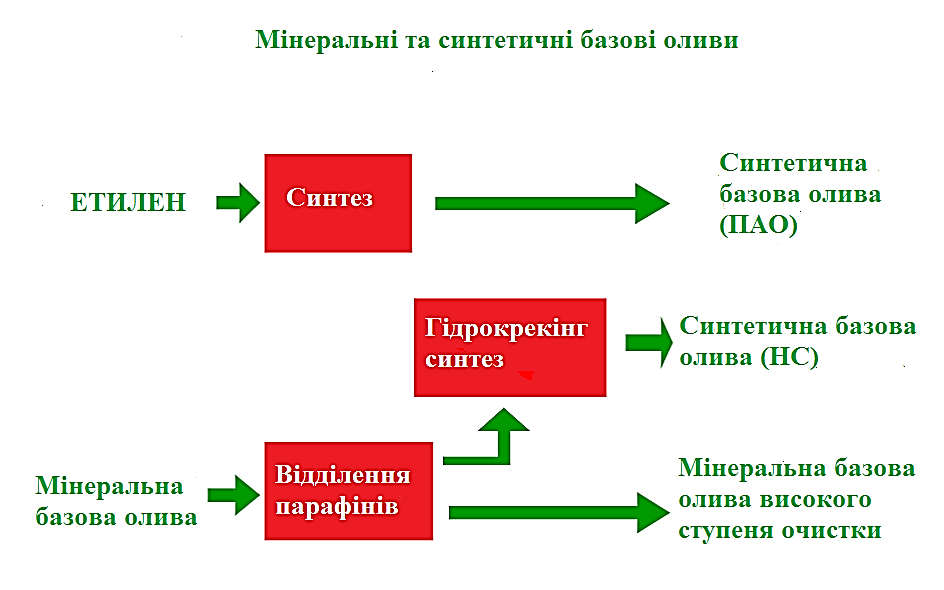 Мінеральні та синтетичні базові оливи
ЕТИЛЕН
Синтез
Синтетична
базова олива
(ПАО)
Гідрокрекінг
синтез
Синтетична базова
олива (НС)
Мінеральна
базова олива
Відділення
парафінів
Мінеральна базова
олива високого
ступеня очистки